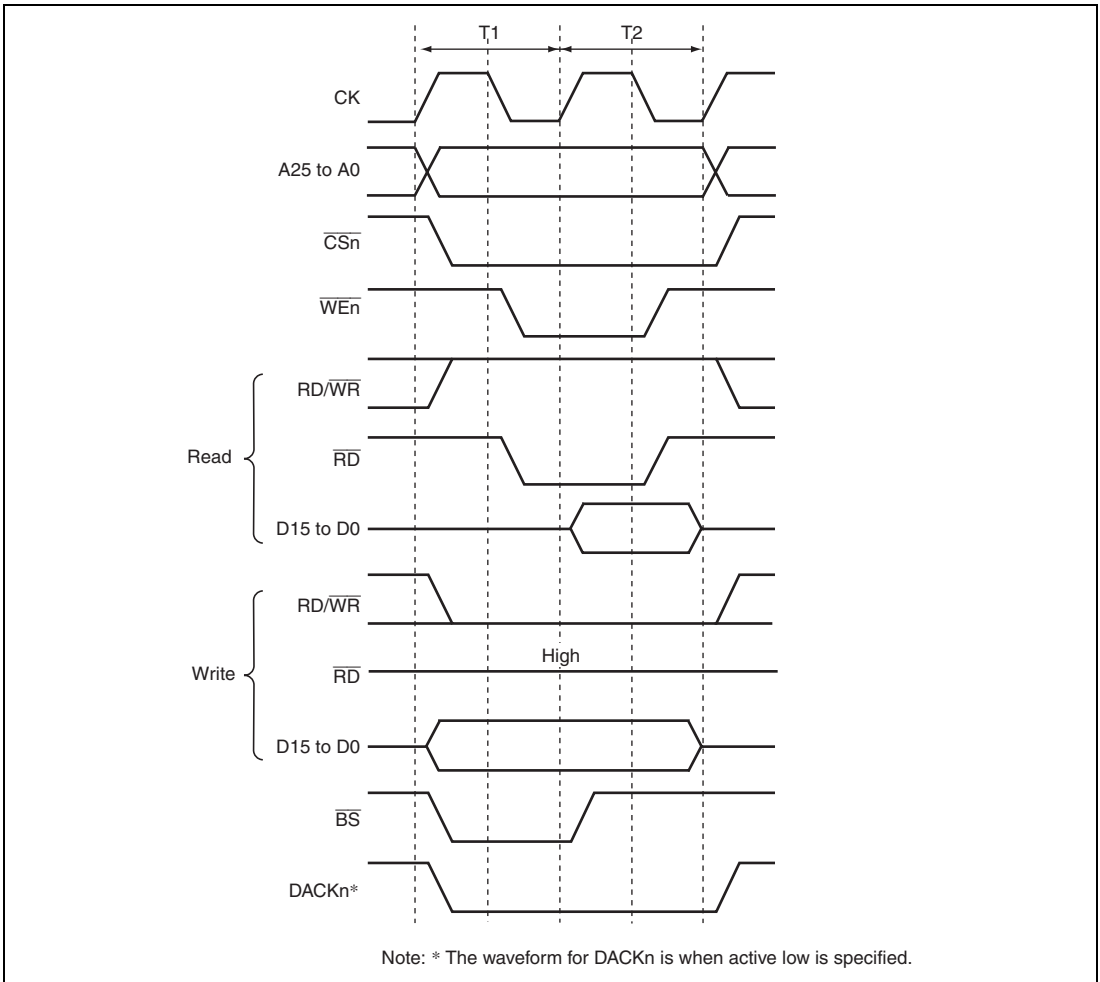 T1 T2
CK
A25 to A0
CSn
WEn
RD/WR
Read
RD
D15 to D0
RD/WR
High
Write
RD
D15 to D0
BS
DACKn*
Note: * The waveform for DACKn is when active low is specified.